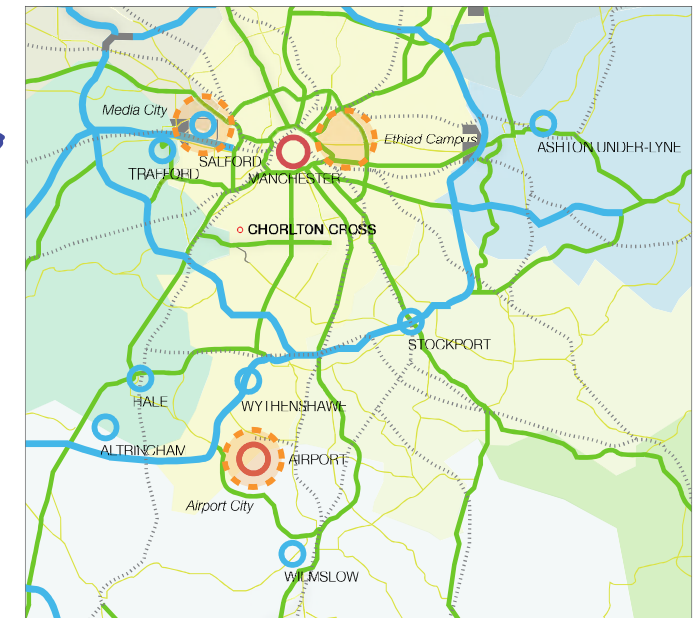 Media City
Ethiad Campus
ASHTON UNDER-LYNE
SALFORD
TRAFFORD
MANCHESTER
CHORLTON CROSS
STOCKPORT
HALE
WYTHENSHAWE
ALTRINCHAM
AIRPORT
Airport City
WILMSLOW